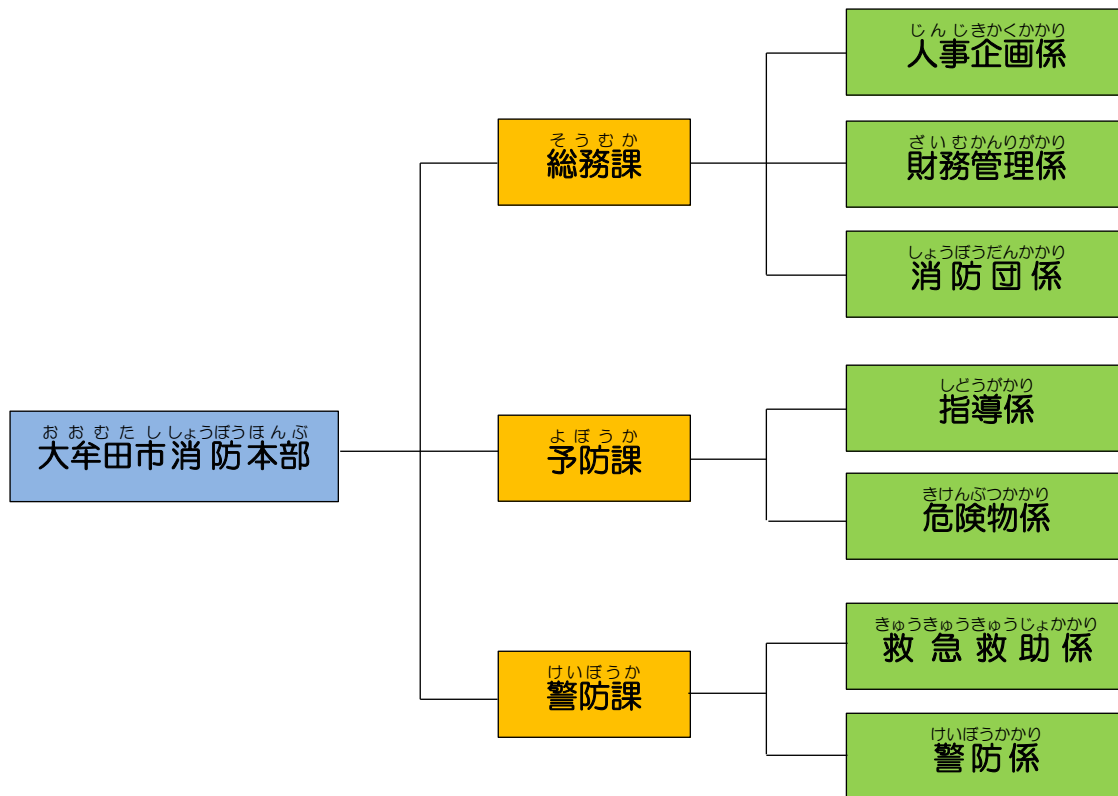 おおむたししょうぼうほんぶ
大牟田市消防本部
そうむか
総務課
じんじきかくかかり
人事企画係
ざいむかんりがかり
財務管理係
しょうぼうだんかかり
消防団係
よぼうか
予防課
しどうがかり
指導係
きけんぶつかかり
危険物係
けいぼうか
警防課
きゅうきゅうきゅうじょかかり
救急救助係
けいぼうかかり
警防係